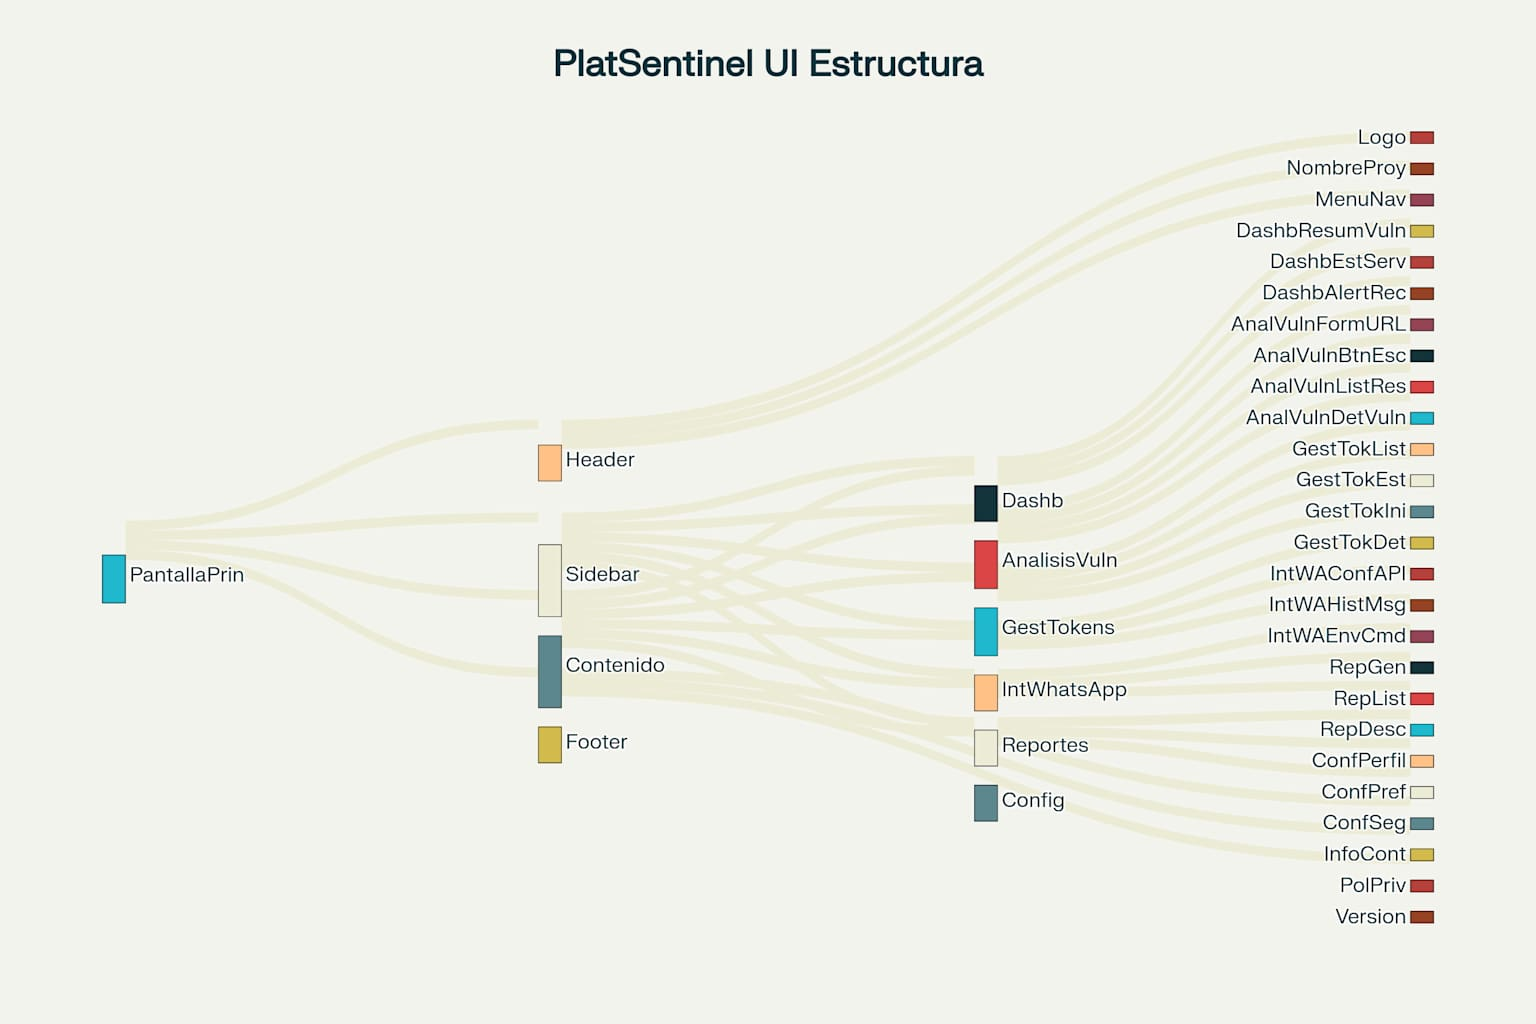 PlatSentinel UI Estructura
PantallaPrin
Header
Sidebar
Contenido
Footer
Dashb
AnalisisVuln
GestTokens
IntWhatsApp
Reportes
Config
Logo
NombreProy
MenuNav
DashbResumVuln
DashbEstServ
DashbAlertRec
AnalVulnFormURL
AnalVulnBtnEsc
AnalVulnListRes
AnalVulnDetVuln
GestTokList
GestTokEst
GestTokIni
GestTokDet
IntWAConfAPI
IntWAHistMsg
IntWAEnvCmd
RepGen
RepList
RepDesc
ConfPerfil
ConfPref
ConfSeg
InfoCont
PolPriv
Version